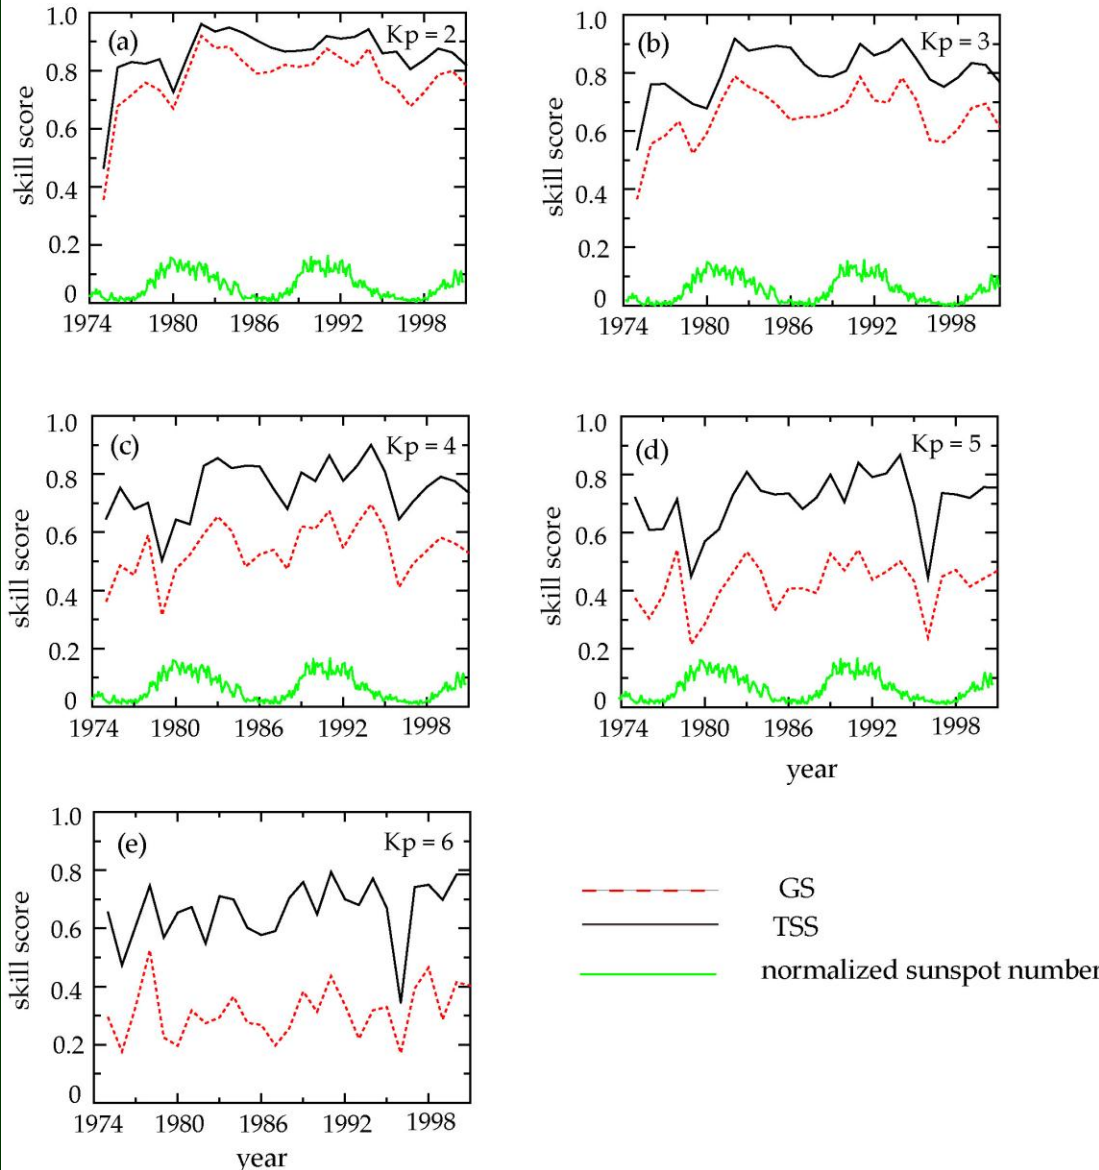 (a)
Kp = 2
1.0
0.8
0.6
0.4
0.2
0
skill score
1974 1980 1986 1992 1998
(b)
Kp = 3
1.0
0.8
0.6
0.4
0.2
0
skill score
1974 1980 1986 1992 1998
(c)
Kp = 4
1.0
0.8
0.6
0.4
0.2
0
skill score
1974 1980 1986 1992 1998
(d)
Kp = 5
1.0
0.8
0.6
0.4
0.2
0
skill score
1974 1980 1986 1992 1998
year
(e)
Kp = 6
1.0
0.8
0.6
0.4
0.2
0
skill score
1974 1980 1986 1992 1998
year
GS
TSS
normalized sunspot number